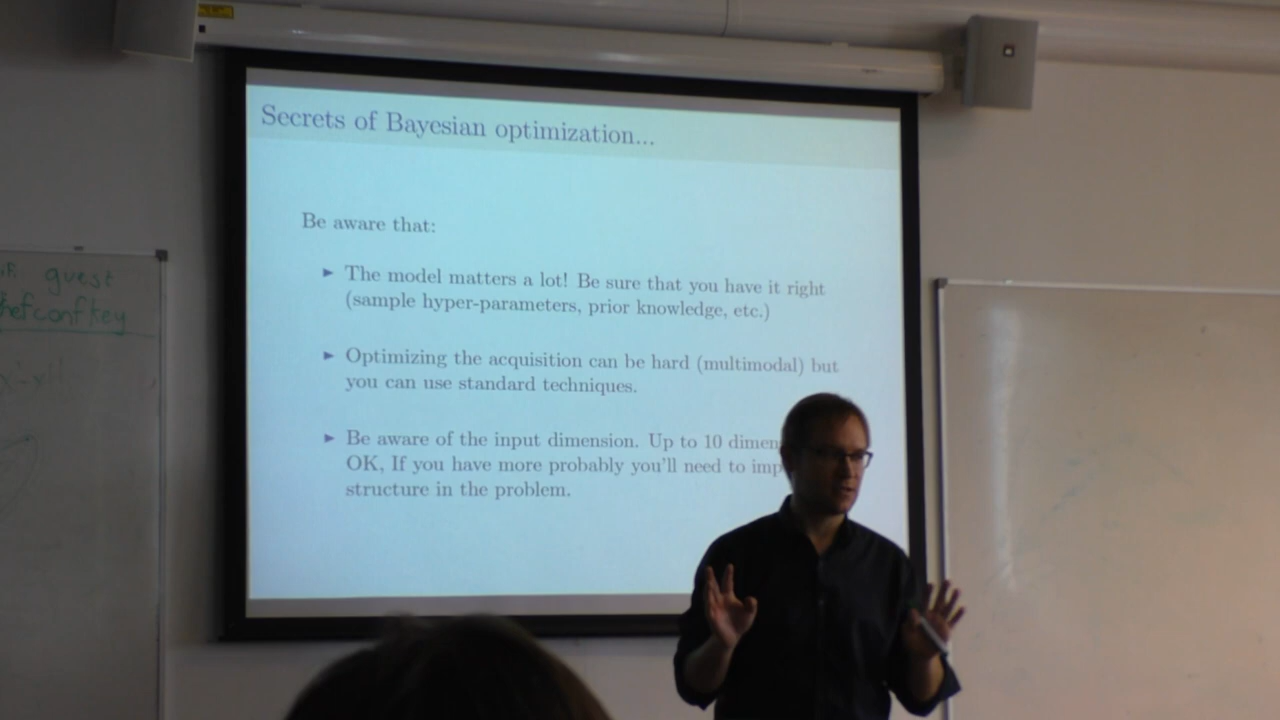 Secrets of Bayesian optimization...
Be aware that:
► The model matters a lot! Be sure that you have it right
(sample hyper-parameters, prior knowledge, etc.)
► Optimizing the acquisition can be hard (multimodal) but
you can use standard techniques.
► Be aware of the input dimension. Up to 10 dimen
OK, If you have more probably you'll need to imp
structure in the problem.
guest